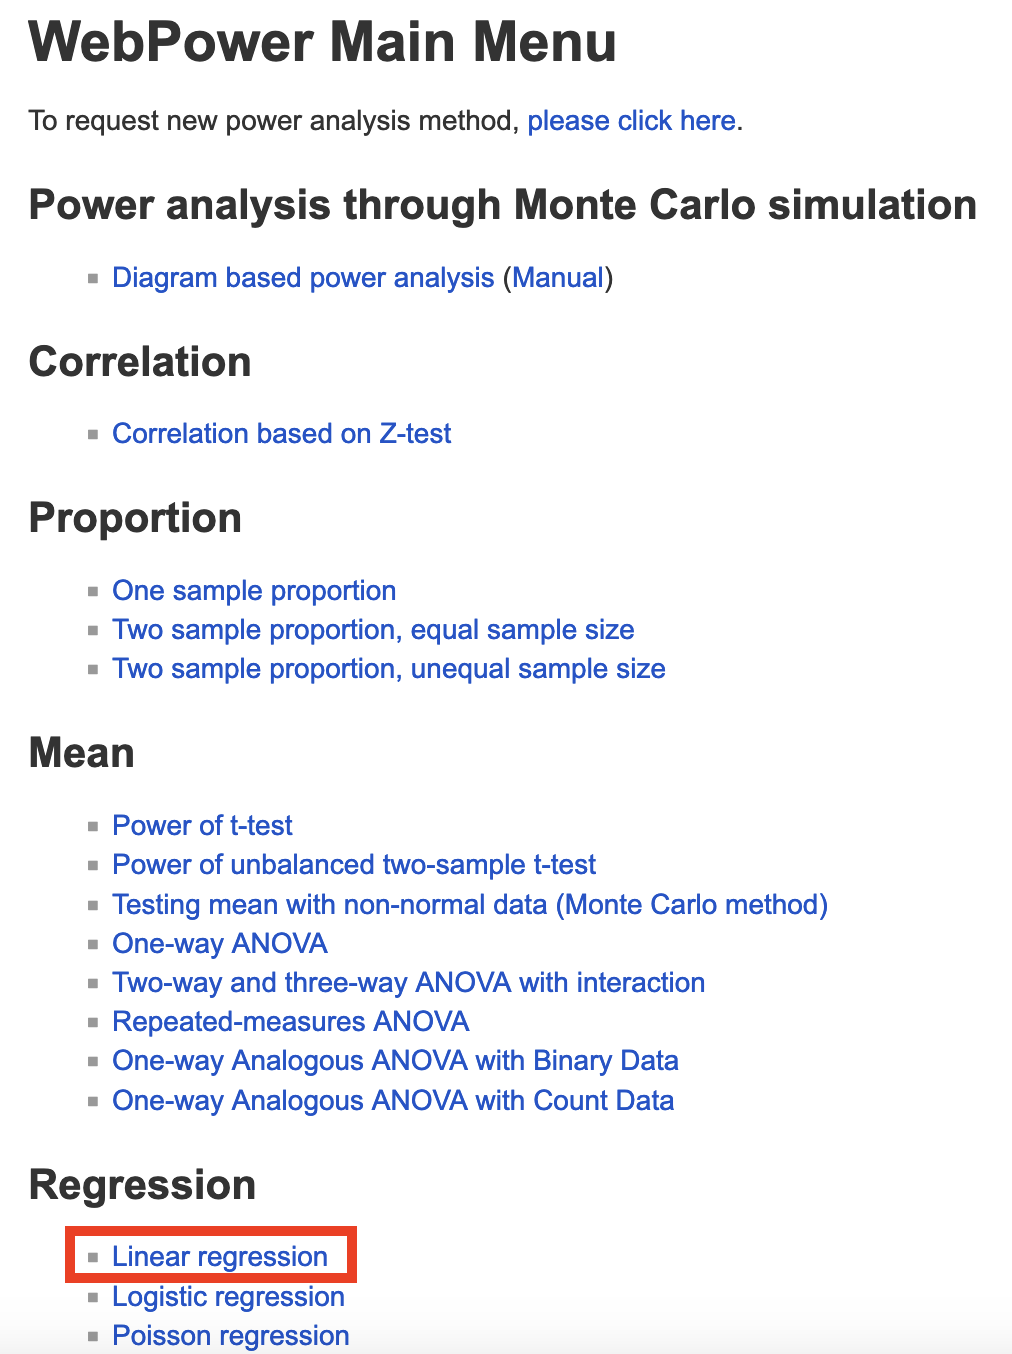 WebPower Main Menu
To request new power analysis method, please click here.
Power analysis through Monte Carlo simulation
Diagram based power analysis (Manual)
Correlation
Correlation based on Z-test
Proportion
One sample proportion
Two sample proportion, equal sample size
Two sample proportion, unequal sample size
Mean
Power of t-test
Power of unbalanced two-sample t-test
Testing mean with non-normal data (Monte Carlo method)
One-way ANOVA
Two-way and three-way ANOVA with interaction
Repeated-measures ANOVA
One-way Analogous ANOVA with Binary Data
One-way Analogous ANOVA with Count Data
Regression
Linear regression
Logistic regression
Poisson regression